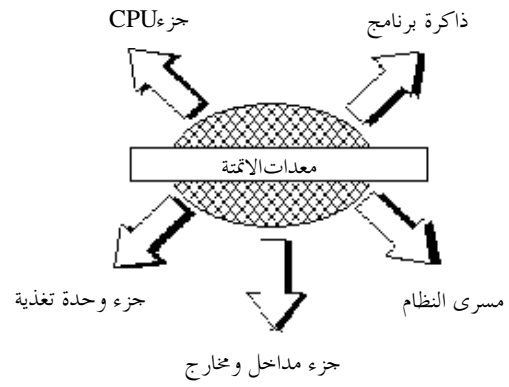 ذاكرة برنامج
جزءCPU
معدات الاتمتة
مسرى النظام
جزء وحدة تغذية
جزء مداخل ومخارج